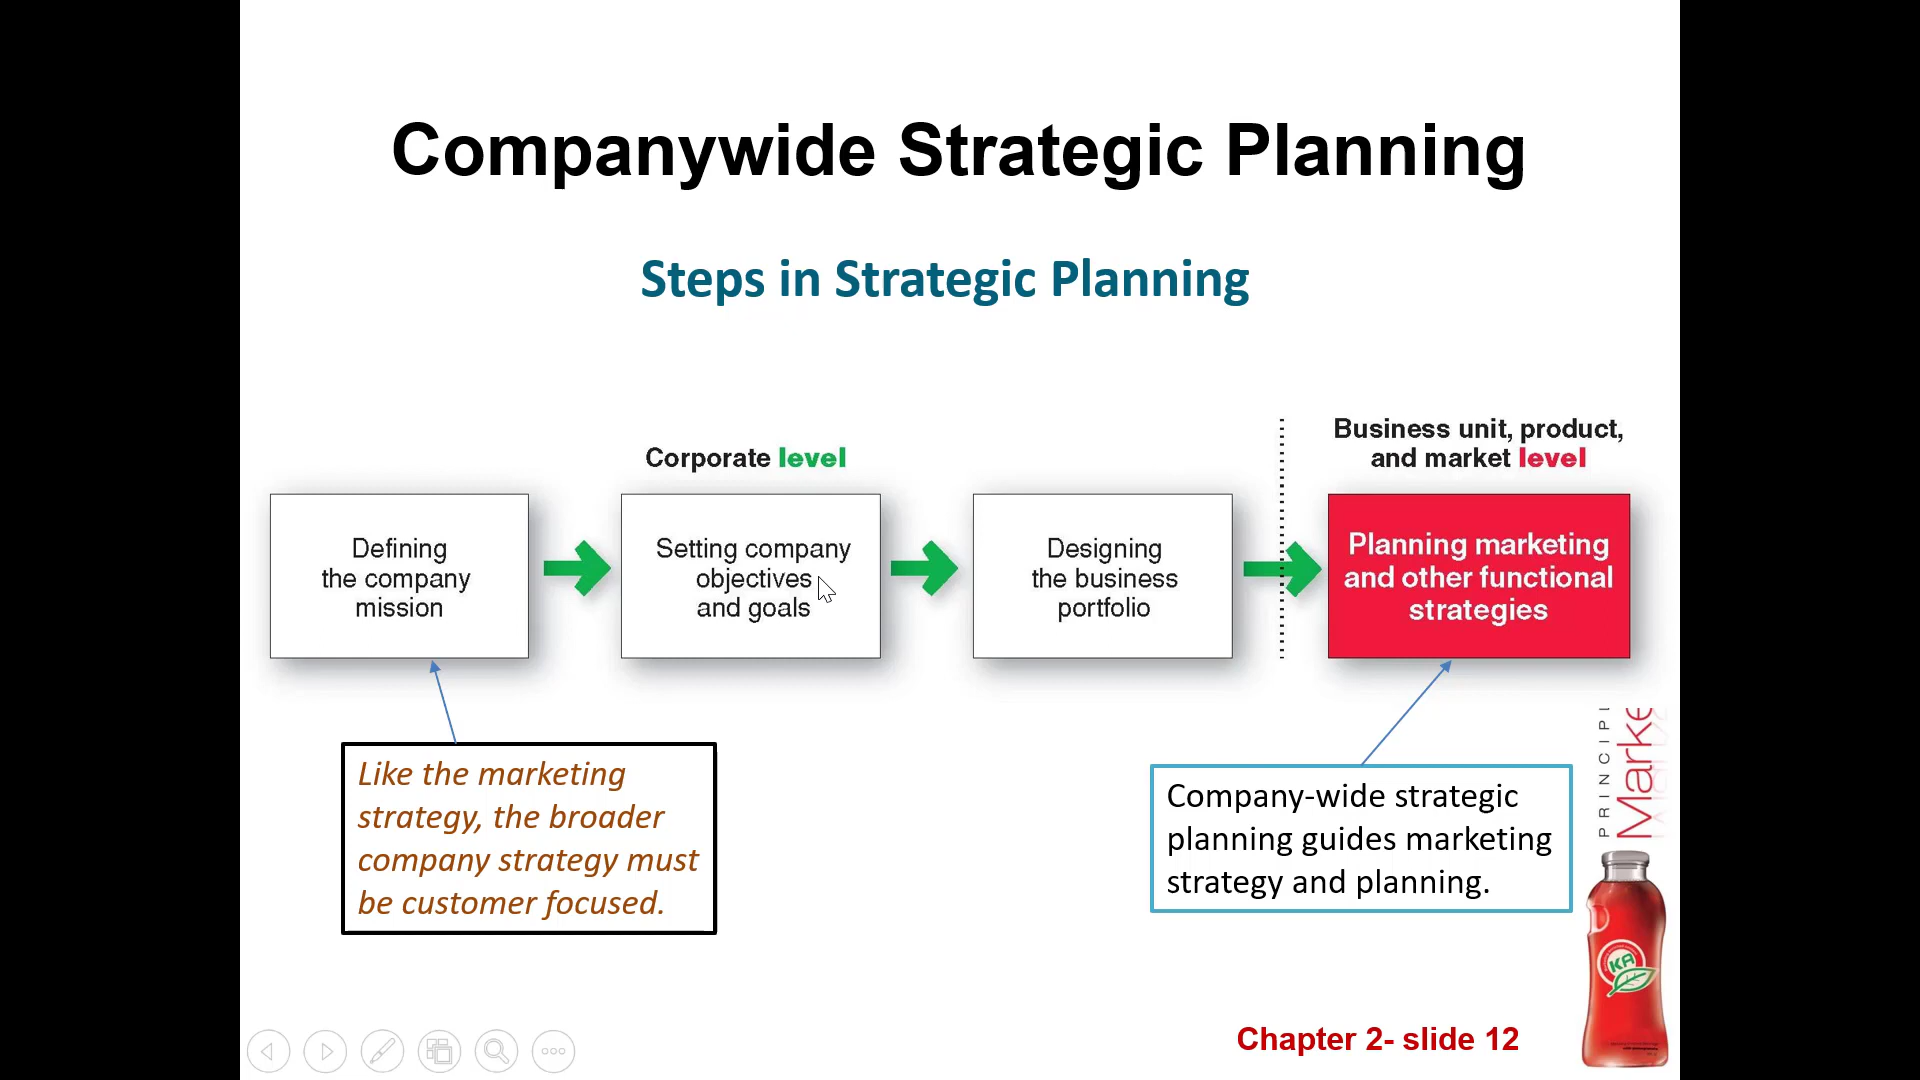 Companywide Strategic Planning
Steps in Strategic Planning
Corporate level
Business unit, product,
and market level
Defining
the company
mission
Setting company
objectives
and goals
Designing
the business
portfolio
Planning marketing
and other functional
strategies
Like the marketing
strategy, the broader
company strategy must
be customer focused.
Company-wide strategic
planning guides marketing
strategy and planning.
PRINCIPL
Marke
KA
Chapter 2- slide 12